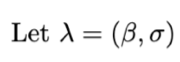 Let λ = (β, σ)